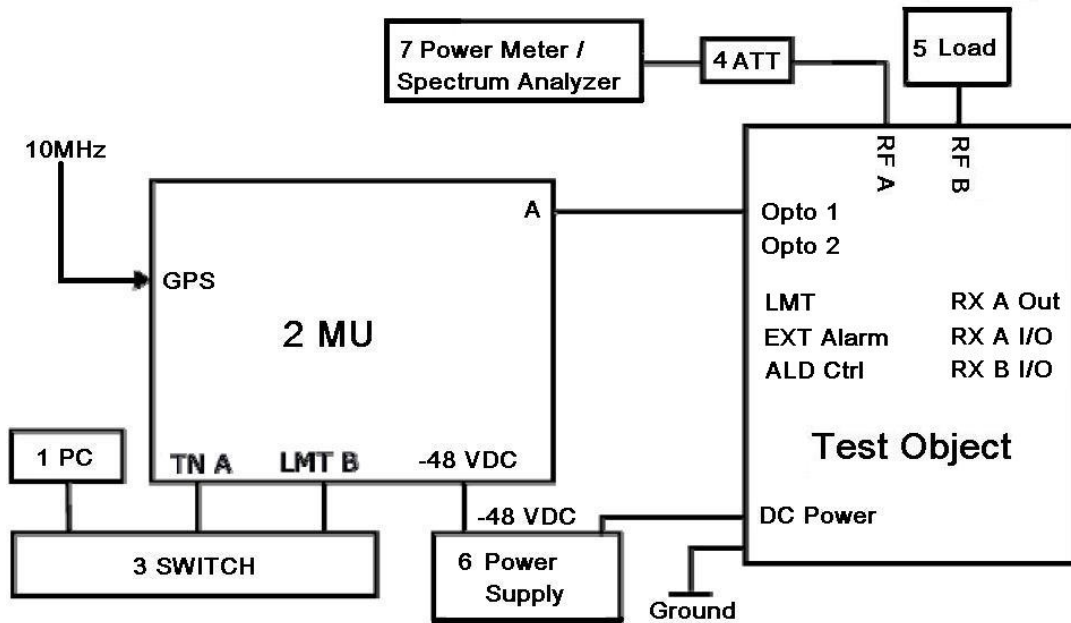 7 Power Meter /
Spectrum Analyzer
4 ATT
5 Load
10MHz
RF A
RF B
A
Opto 1
Opto 2
GPS
2 MU
LMT
RX A Out
EXT Alarm
RX A I/O
ALD Ctrl
RX B I/O
1 PC
TN A
LMT B
-48 VDC
Test Object
-48 VDC
DC Power
3 SWITCH
6 Power
Supply
Ground